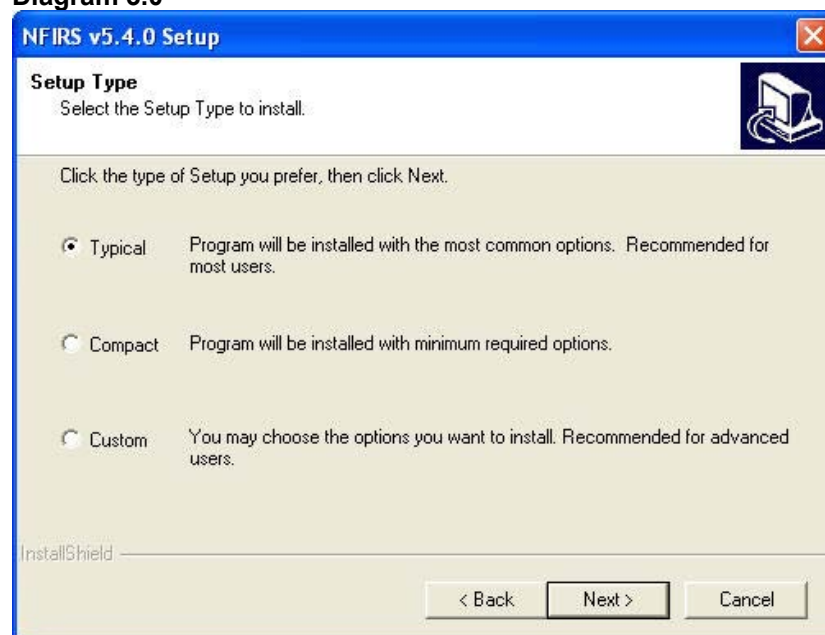 NFIRS v5.4.0 Setup
Setup Type
Select the Setup Type to install.
Click the type of Setup you prefer, then click Next.
Typical Program will be installed with the most common options. Recommended for
most users.
Compact Program will be installed with minimum required options.
Custom You may choose the options you want to install. Recommended for advanced
users.
InstallShield
< Back Next > Cancel